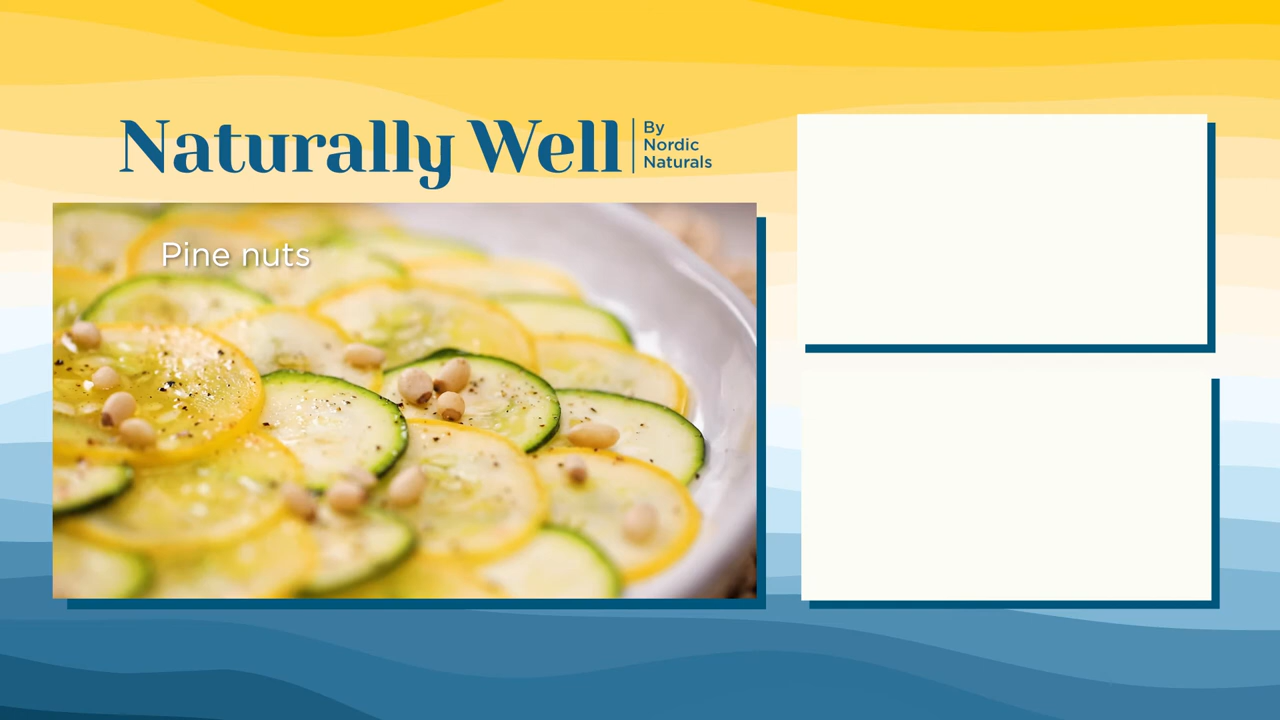 Naturally Well
By
Nordic
Naturals
Pine nuts